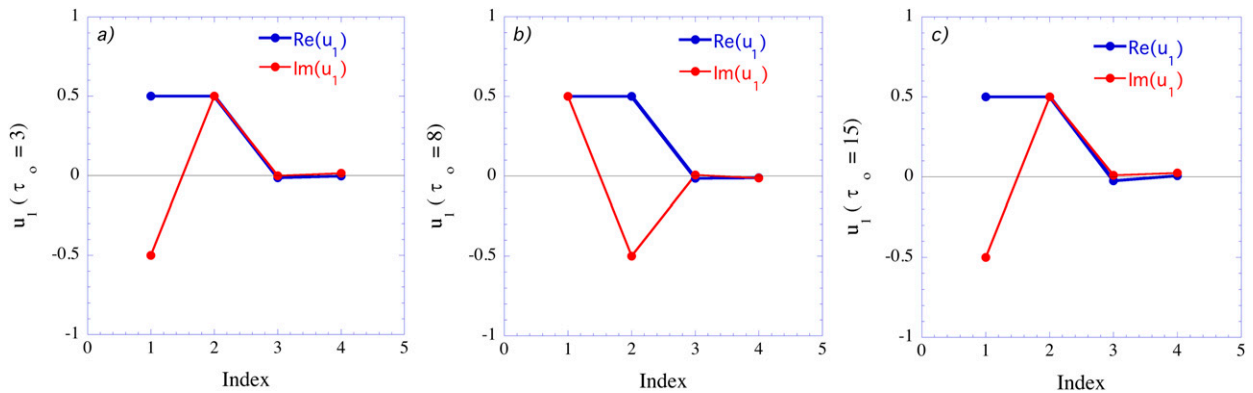 a)
Re(u₁)
Im(u₁)
u₁ ( τ ₒ = 3)
1
0.5
0
-0.5
-1
0 1 2 3 4 5
Index
b)
Re(u₁)
Im(u₁)
u₁ ( τ ₒ = 8)
1
0.5
0
-0.5
-1
0 1 2 3 4 5
Index
c)
Re(u₁)
Im(u₁)
u₁ ( τ ₒ = 15)
1
0.5
0
-0.5
-1
0 1 2 3 4 5
Index